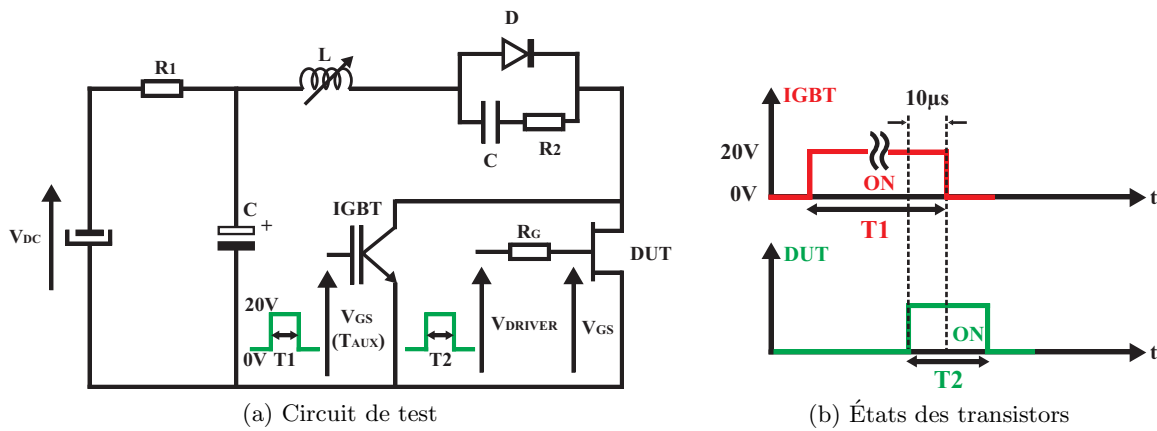 D
L
R1
C
R2
IGBT
C
+
VDC
RG
DUT
20V
0V
T1
VGS
(TAUX)
T2
VDRIVER
VGS
(a) Circuit de test
10µs
IGBT
20V
ON
0V
t
T1
DUT
ON
t
T2
(b) États des transistors